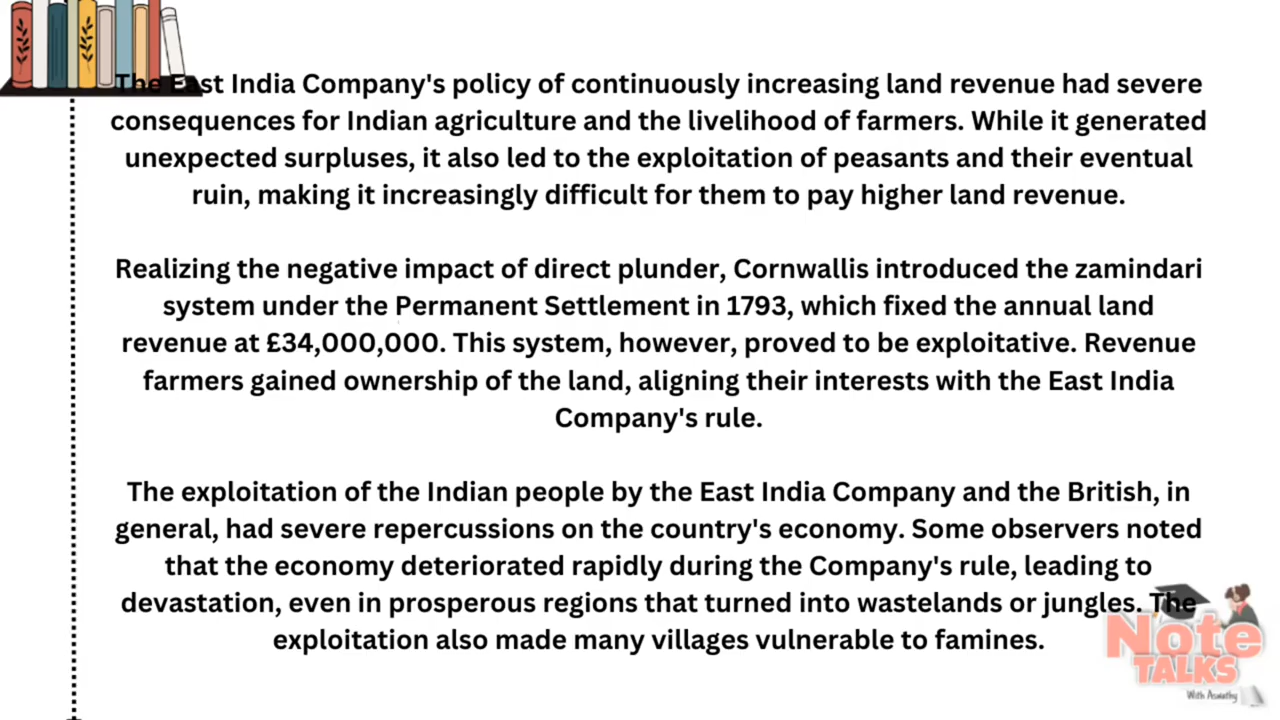 The East India Company's policy of continuously increasing land revenue had severe
consequences for Indian agriculture and the livelihood of farmers. While it generated
unexpected surpluses, it also led to the exploitation of peasants and their eventual
ruin, making it increasingly difficult for them to pay higher land revenue.
Realizing the negative impact of direct plunder, Cornwallis introduced the zamindari
system under the Permanent Settlement in 1793, which fixed the annual land
revenue at £34,000,000. This system, however, proved to be exploitative. Revenue
farmers gained ownership of the land, aligning their interests with the East India
Company's rule.
The exploitation of the Indian people by the East India Company and the British, in
general, had severe repercussions on the country's economy. Some observers noted
that the economy deteriorated rapidly during the Company's rule, leading to
devastation, even in prosperous regions that turned into wastelands or jungles. The
exploitation also made many villages vulnerable to famines.
Note
TALKS
With Aswathy